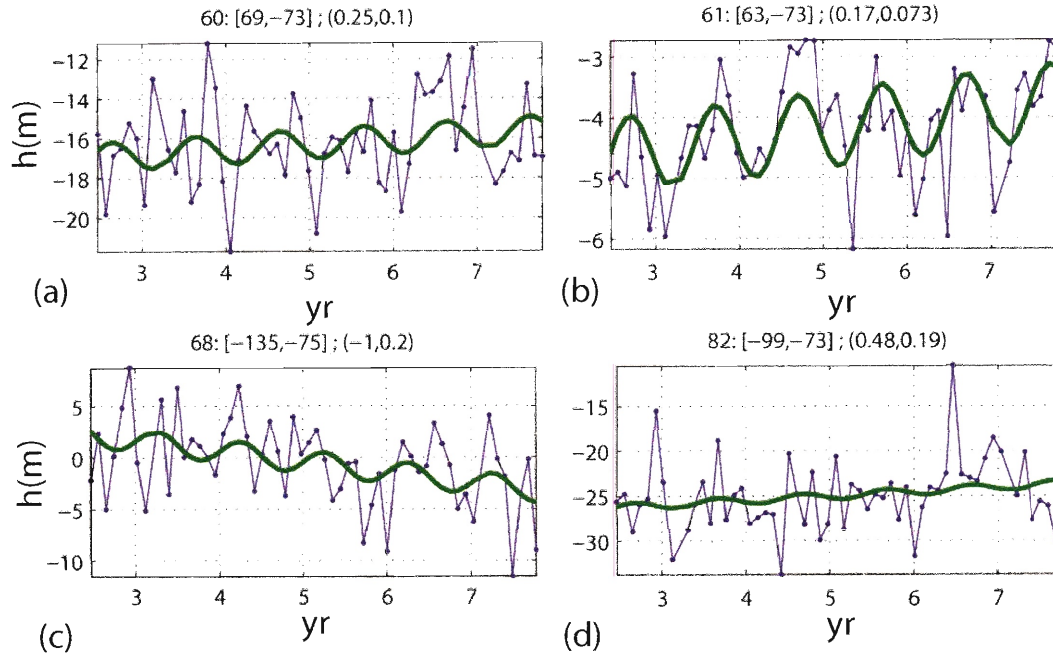 60: [69,−73] ; (0.25,0.1)
−12
−14
−16
−18
−20
h(m)
3 4 5 6 7
(a)
yr
61: [63,−73] ; (0.17,0.073)
−3
−4
−5
−6
3 4 5 6 7
(b)
yr
68: [−135,−75] ; (−1,0.2)
5
0
−5
−10
h(m)
3 4 5 6 7
(c)
yr
82: [−99,−73] ; (0.48,0.19)
−15
−20
−25
−30
3 4 5 6 7
(d)
yr